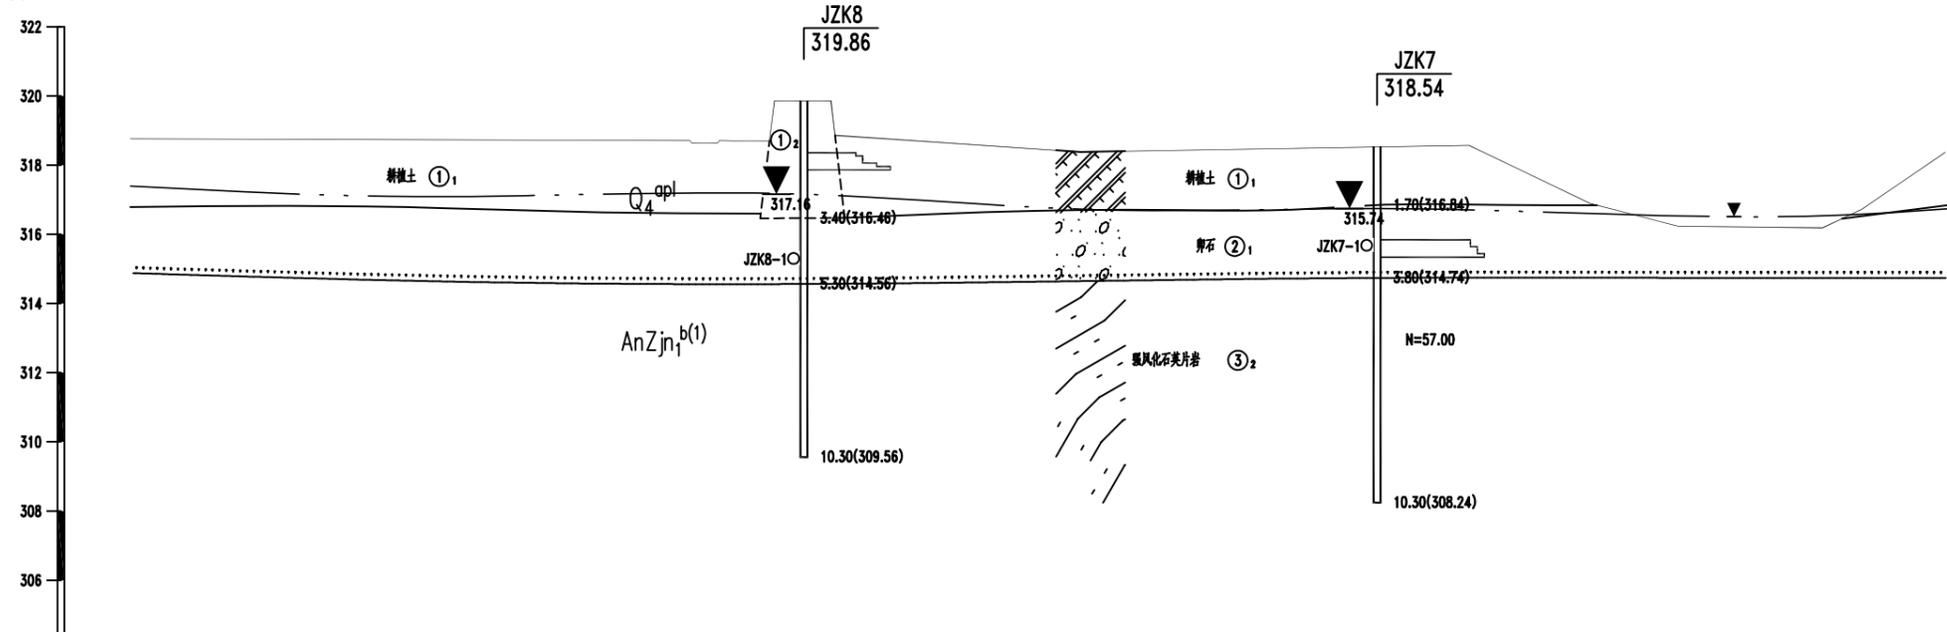 JZK8
319.86
JZK7
318.54
322
320
318
316
314
312
310
308
306
①₂
耕植土 ①₁
Q₄ᵃᵖˡ
317.16
3.40(316.46)
耕植土 ①₁
1.70(316.84)
315.74
JZK8-1
卵石 ②₁
JZK7-1
5.30(314.56)
3.80(314.74)
AnZjn₁ᵇ⁽¹⁾
N=57.00
强风化石英片岩 ③₂
10.30(309.56)
10.30(308.24)